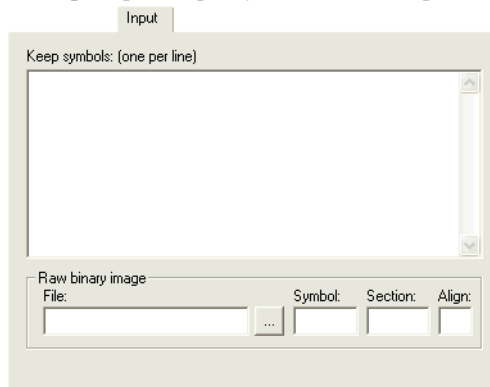 Input
Keep symbols: (one per line)
Raw binary image
File: Symbol: Section: Align:
...